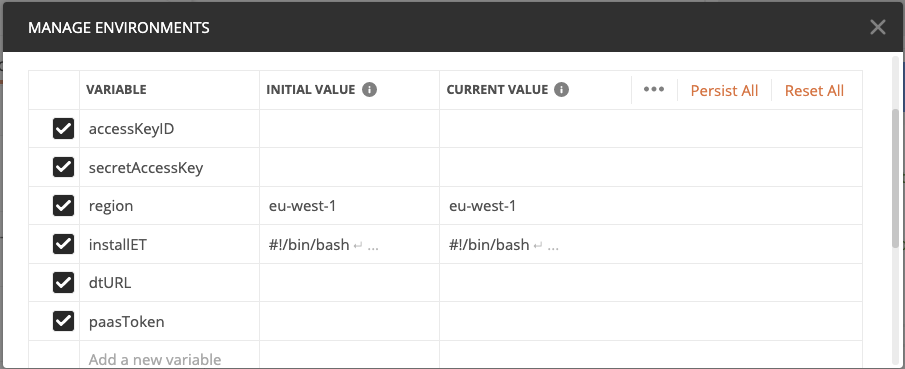 MANAGE ENVIRONMENTS
VARIABLE INITIAL VALUE CURRENT VALUE ••• Persist All Reset All
accessKeyID
secretAccessKey
region eu-west-1 eu-west-1
installET #!/bin/bash ↵ ... #!/bin/bash ↵ ...
dtURL
paasToken
Add a new variable